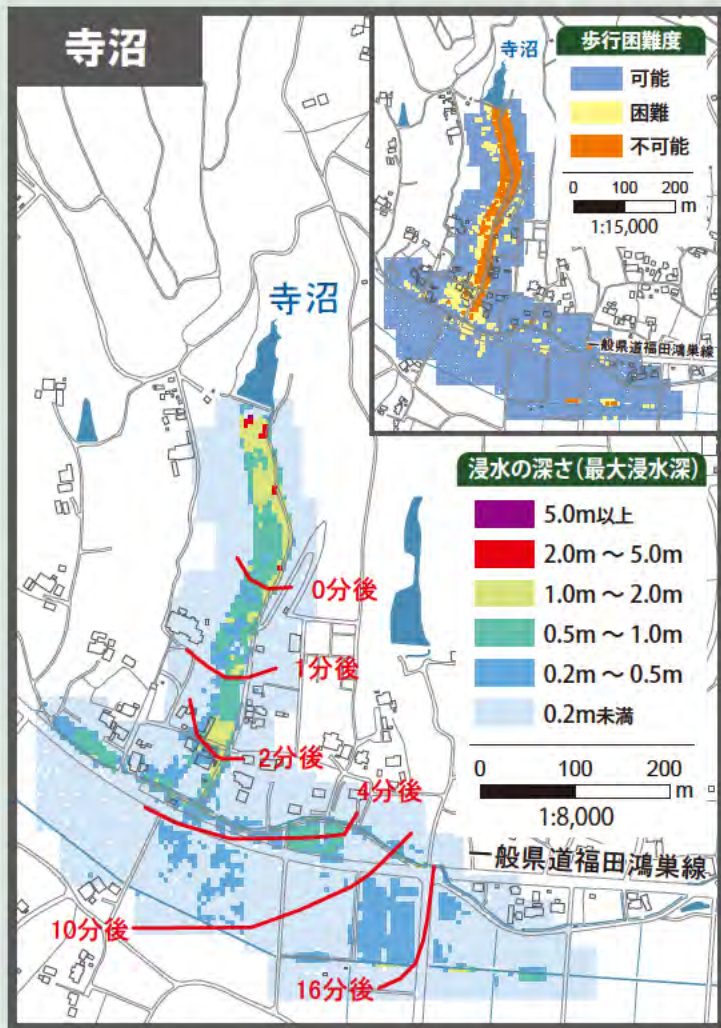 寺沼
寺沼
歩行困難度
可能
困難
不可能
0 100 200
m
1:15,000
一般県道福田鴻巣線
寺沼
浸水の深さ(最大浸水深)
5.0m以上
2.0m ～ 5.0m
1.0m ～ 2.0m
0.5m ～ 1.0m
0.2m ～ 0.5m
0.2m未満
0 100 200
m
1:8,000
0分後
1分後
2分後
4分後
一般県道福田鴻巣線
10分後
16分後